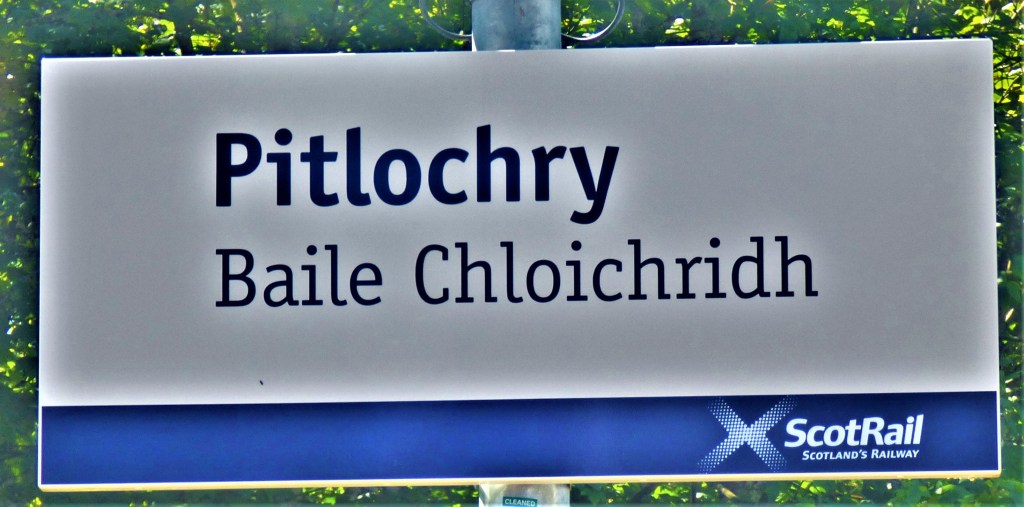 Pitlochry
Baile Chloichridh
ScotRail
SCOTLAND'S RAILWAY
CLEANED